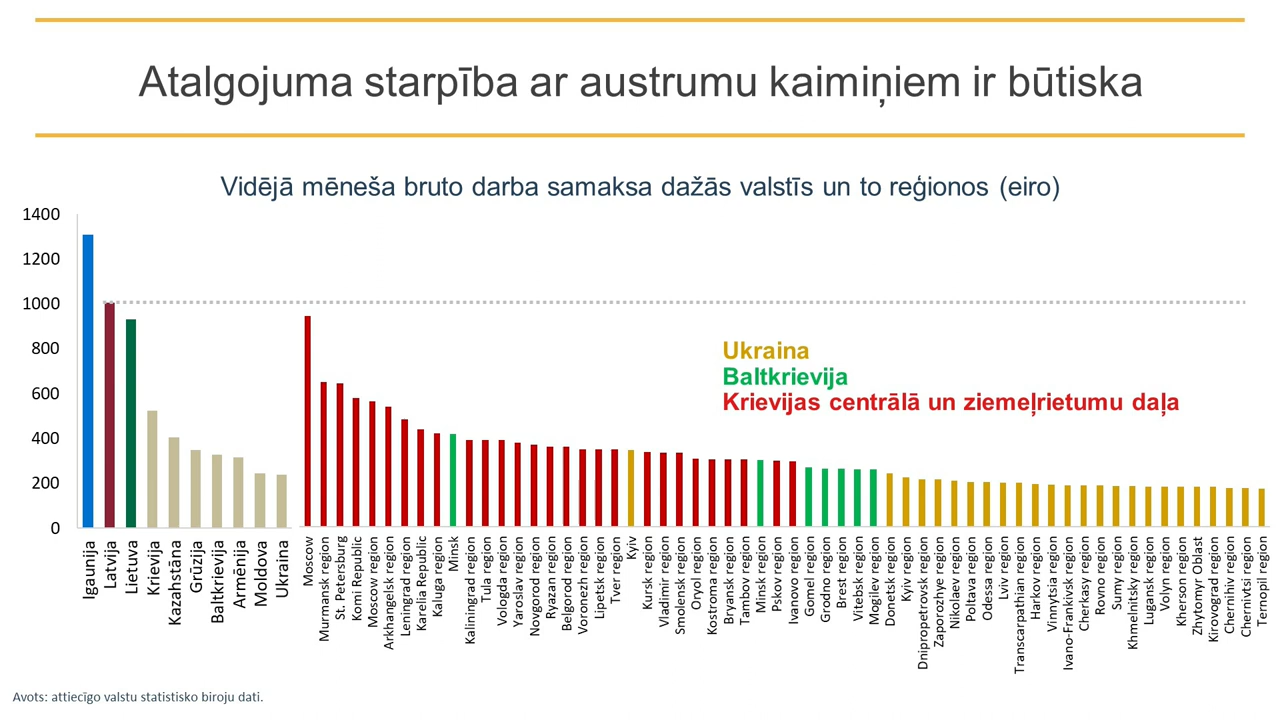 Atalgojuma starpība ar austrumu kaimiņiem ir būtiska
Vidējā mēneša bruto darba samaksa dažās valstīs un to reģionos (eiro)
1400
1200
1000
800
600
400
200
0
Ukraina
Baltkrievija
Krievijas centrālā un ziemeļrietumu daļa
Igaunija
Latvija
Lietuva
Krievija
Kazahstāna
Grūzija
Baltkrievija
Armēnija
Moldova
Ukraina
Moscow
Murmansk region
St. Petersburg
Komi Republic
Moscow region
Arkhangelsk region
Leningrad region
Karelia Republic
Kaluga region
Minsk
Kaliningrad region
Tula region
Vologda region
Yaroslav region
Novgorod region
Ryazan region
Belgorod region
Voronezh region
Lipetsk region
Tver region
Kyiv
Kursk region
Vladimir region
Smolensk region
Oryol region
Kostroma region
Bryansk region
Tambov region
Minsk region
Pskov region
Ivanovo region
Gomel region
Grodno region
Brest region
Vitebsk region
Mogilev region
Donetsk region
Kyiv region
Dnipropetrovsk region
Zaporozhye region
Nikolaev region
Poltava region
Odessa region
Lviv region
Transcarpathian region
Harkov region
Vinnytsia region
Ivano-Frankivsk region
Cherkasy region
Rovno region
Sumy region
Khmelnitsky region
Lugansk region
Volyn region
Kherson region
Zhytomyr Oblast
Kirovograd region
Chernihiv region
Chernivtsi region
Ternopil region
Avots: attiecīgo valstu statistisko biroju dati.